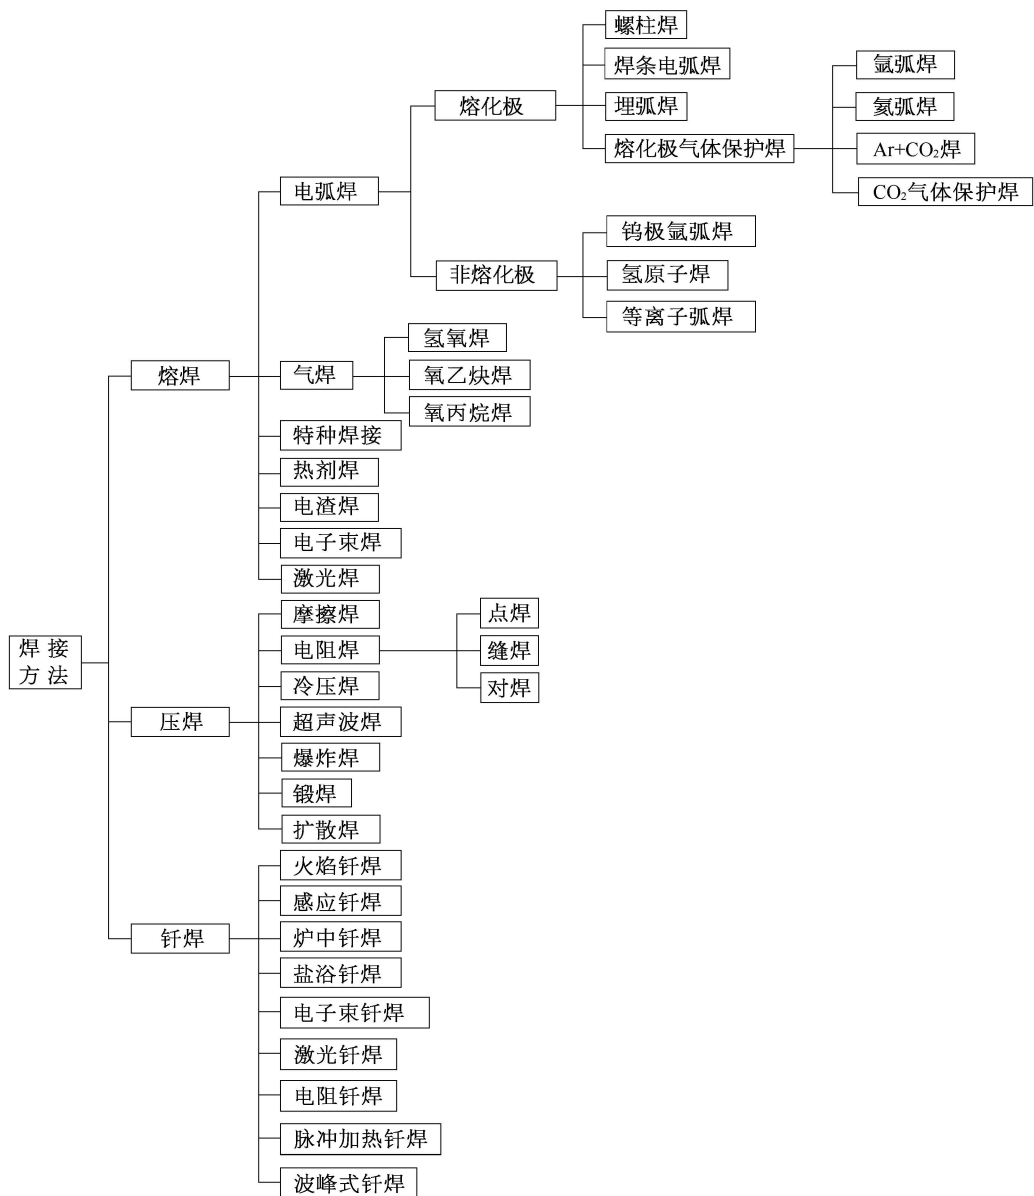 焊接
方法
熔焊
电弧焊
熔化极
螺柱焊
焊条电弧焊
埋弧焊
熔化极气体保护焊
氩弧焊
氦弧焊
Ar+CO₂焊
CO₂气体保护焊
非熔化极
钨极氩弧焊
氢原子焊
等离子弧焊
气焊
氢氧焊
氧乙炔焊
氧丙烷焊
特种焊接
热剂焊
电渣焊
电子束焊
激光焊
压焊
摩擦焊
电阻焊
点焊
缝焊
对焊
冷压焊
超声波焊
爆炸焊
锻焊
扩散焊
钎焊
火焰钎焊
感应钎焊
炉中钎焊
盐浴钎焊
电子束钎焊
激光钎焊
电阻钎焊
脉冲加热钎焊
波峰式钎焊